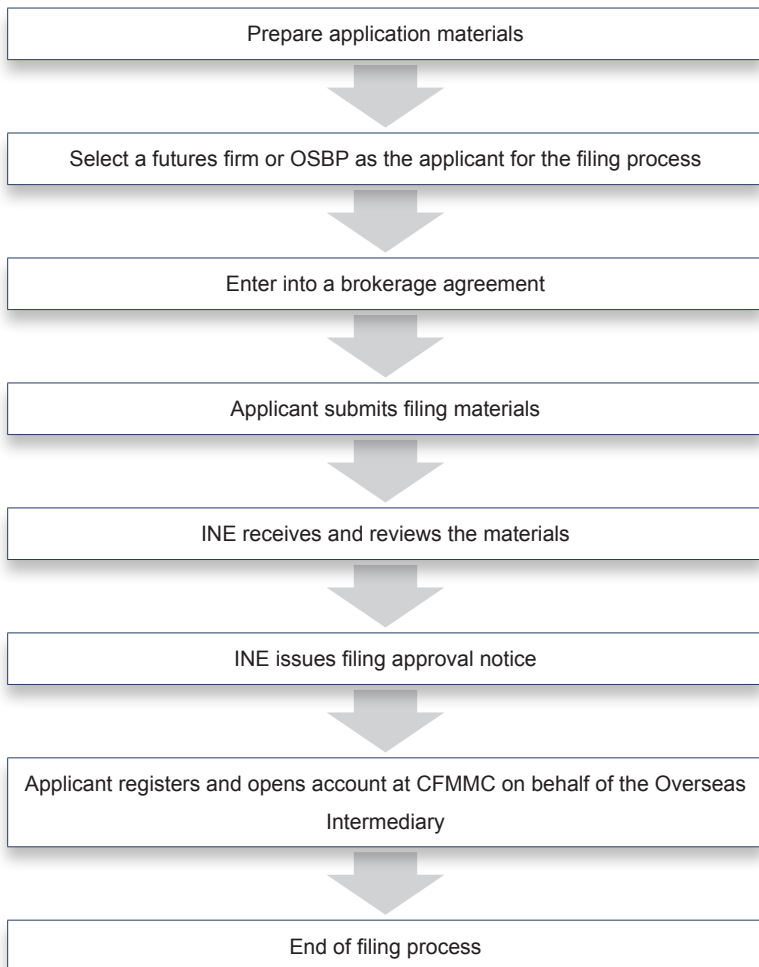 Prepare application materials
Select a futures firm or OSBP as the applicant for the filing process
Enter into a brokerage agreement
Applicant submits filing materials
INE receives and reviews the materials
INE issues filing approval notice
Applicant registers and opens account at CFMMC on behalf of the Overseas
Intermediary
End of filing process